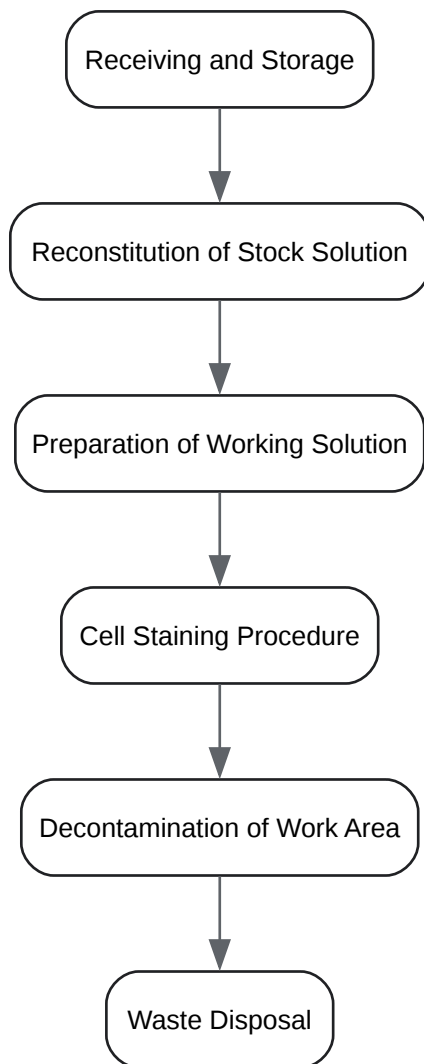 Receiving and Storage
Reconstitution of Stock Solution
Preparation of Working Solution
Cell Staining Procedure
Decontamination of Work Area
Waste Disposal